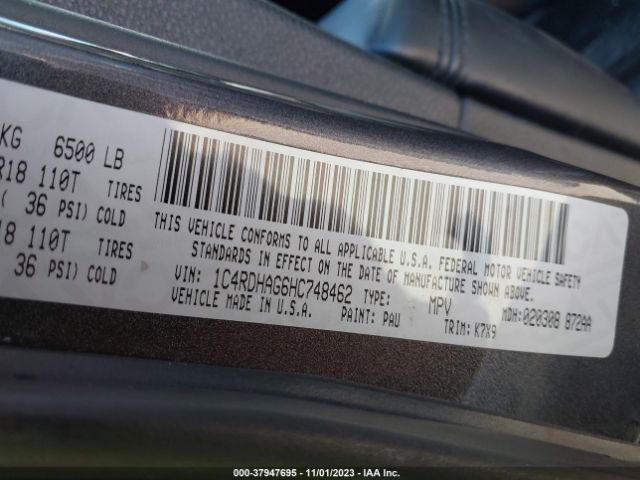 KG 6500 LB
R18 110T TIRES
( 36 PSI) COLD
18 110T TIRES
36 PSI) COLD
THIS VEHICLE CONFORMS TO ALL APPLICABLE U.S.A. FEDERAL MOTOR VEHICLE SAFETY
STANDARDS IN EFFECT ON THE DATE OF MANUFACTURE SHOWN ABOVE.
VIN: 1C4RDHAG6HC748462 TYPE: MPV MDH:020308 872AA
VEHICLE MADE IN U.S.A. PAINT: PAU TRIM: K7X9
000-37947695 - 11/01/2023 - IAA Inc.